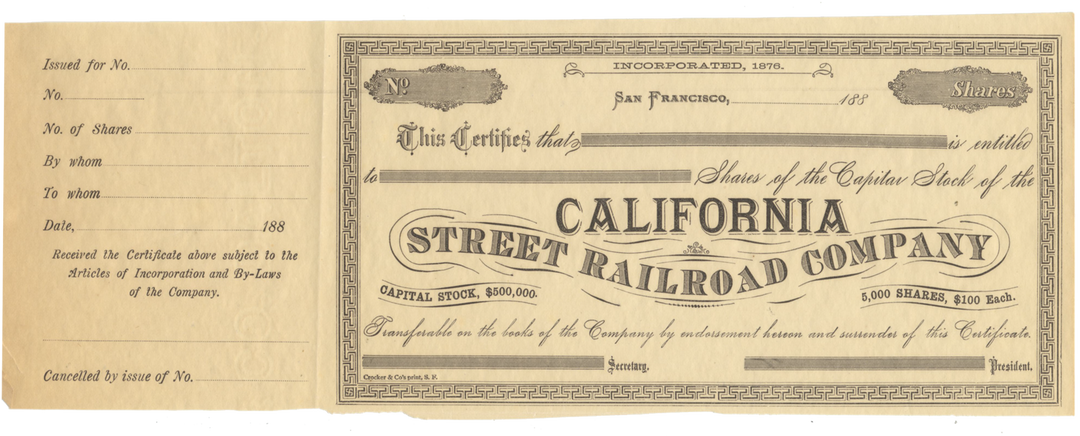 Issued for No.
No.
No. of Shares
By whom
To whom
Date, 188
Received the Certificate above subject to the
Articles of Incorporation and By-Laws
of the Company.
Cancelled by issue of No.
INCORPORATED, 1876.
No
Shares
SAN FRANCISCO, 188
This Certifies that is entitled
to Shares of the Capital Stock of the
CALIFORNIA
STREET RAILROAD COMPANY
CAPITAL STOCK, $500,000.
5,000 SHARES, $100 Each.
Transferable on the books of the Company by endorsement hereon and surrender of this Certificate.
Secretary.
President.
Crocker & Co's print, S. F.